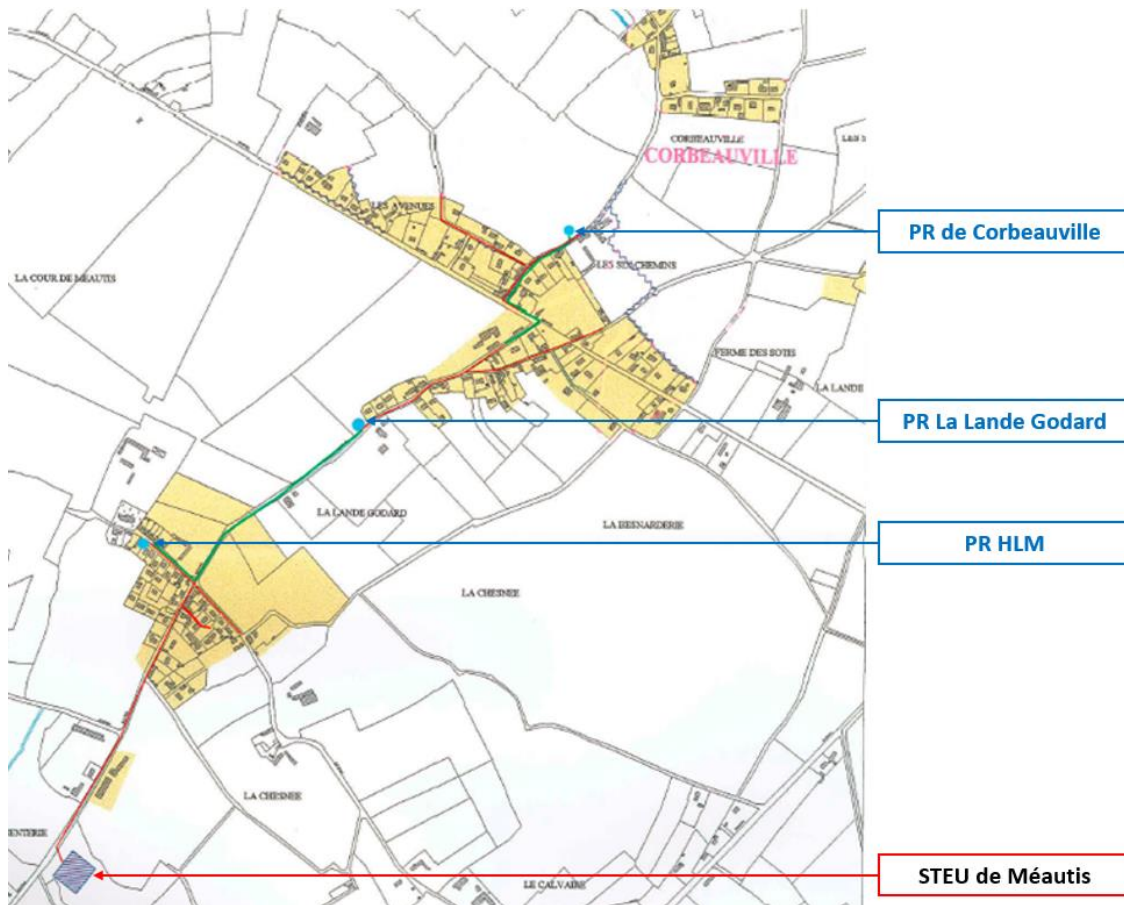 CORBEAUVILLE
CORBEAUVILLE
LES AVENUES
PR de Corbeauville
LES SIX CHEMINS
LA COUR DE MEAUTIS
FERME DES SOTIS
LA LANDE
PR La Lande Godard
LA LANDE GODARD
LA BESNARDERIE
PR HLM
LA CHESNEE
LA CHESNEE
ENTERIE
LE CALVAIRE
STEU de Méautis